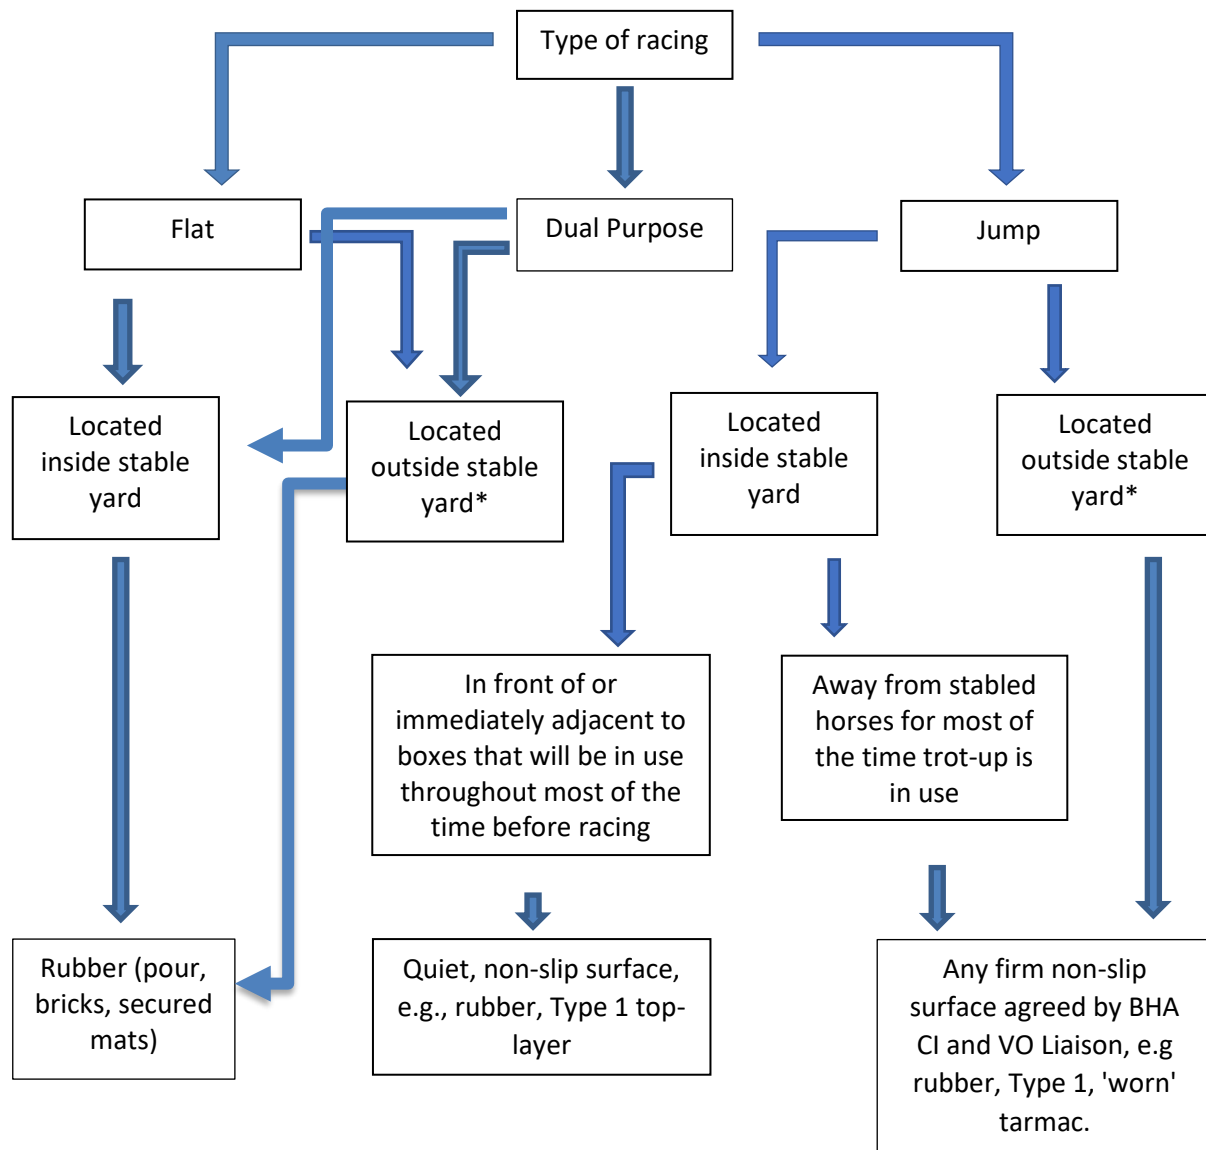 Type of racing
Flat
Dual Purpose
Jump
Located
inside stable
yard
Located
outside stable
yard*
Located
inside stable
yard
Located
outside stable
yard*
In front of or
immediately adjacent to
boxes that will be in use
throughout most of the
time before racing
Away from stabled
horses for most of
the time trot-up is
in use
Rubber (pour,
bricks, secured
mats)
Quiet, non-slip surface,
e.g., rubber, Type 1 top-
layer
Any firm non-slip
surface agreed by BHA
CI and VO Liaison, e.g
rubber, Type 1, 'worn'
tarmac.